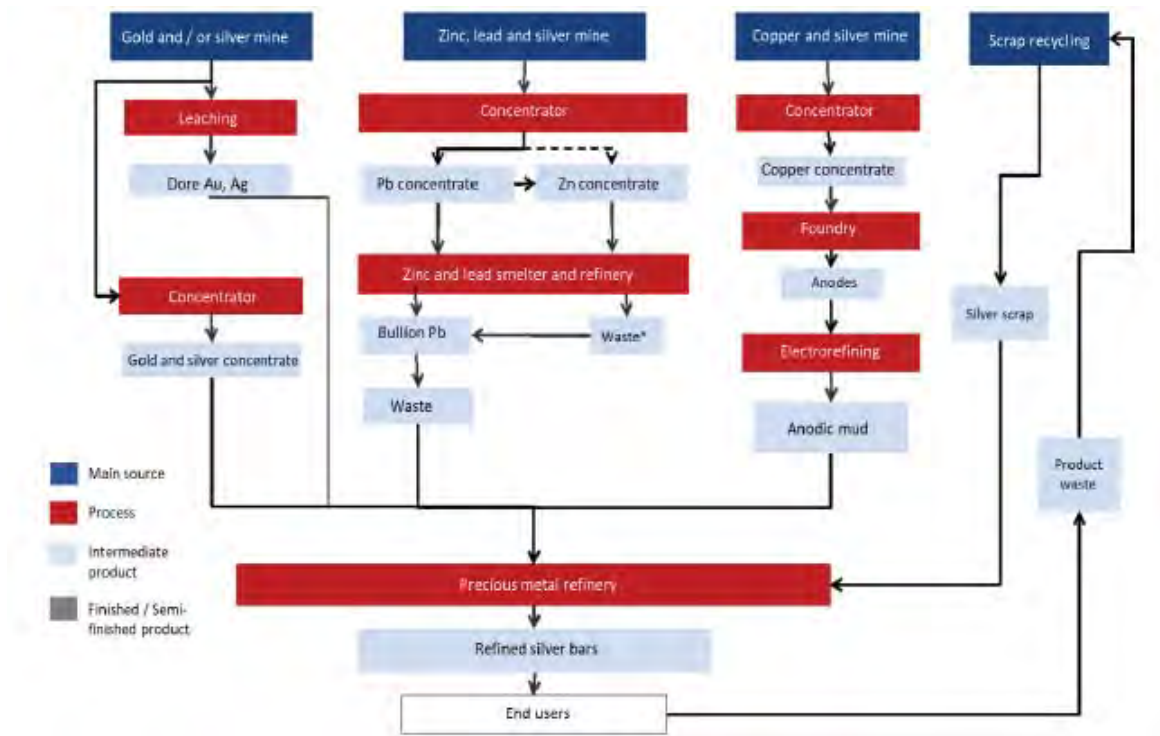 Gold and / or silver mine
Zinc, lead and silver mine
Copper and silver mine
Scrap recycling
Leaching
Concentrator
Concentrator
Dore Au, Ag
Pb concentrate
Zn concentrate
Copper concentrate
Foundry
Zinc and lead smelter and refinery
Anodes
Concentrator
Silver scrap
Bullion Pb
Waste*
Gold and silver concentrate
Electrorefining
Waste
Anodic mud
Product
waste
Main source
Process
Intermediate
product
Finished / Semi-
finished product
Precious metal refinery
Refined silver bars
End users